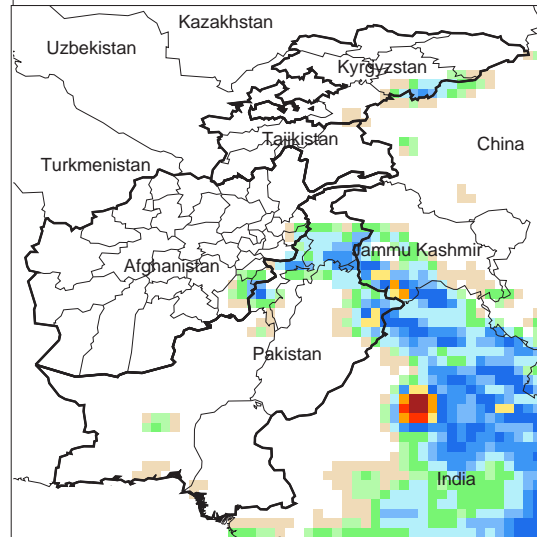 Kazakhstan
Uzbekistan
Kyrgyzstan
Tajikistan
China
Turkmenistan
Jammu Kashmir
Afghanistan
Pakistan
India